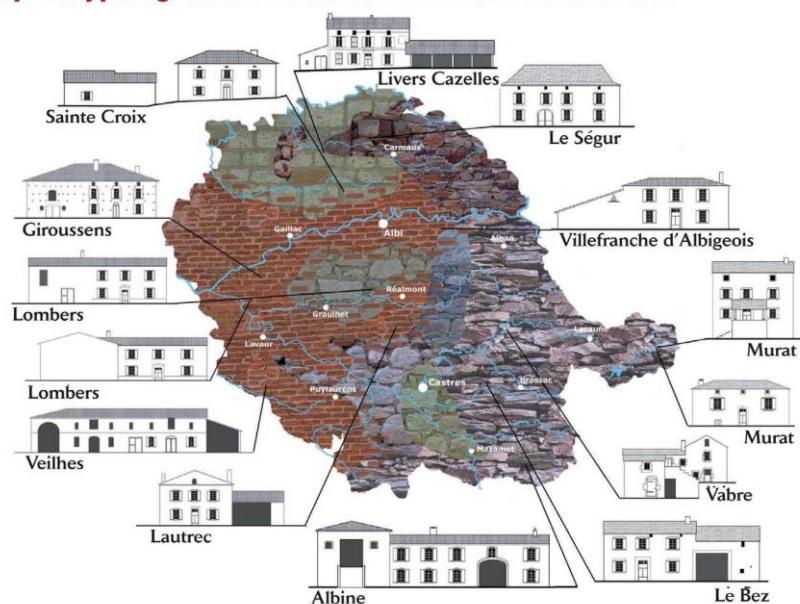 Livers Cazelles
Sainte Croix
Le Ségur
Carmaux
Giroussens
Gaillac
Albi
Alban
Villefranche d'Albigeois
Lombers
Réalmont
Graulhet
Lavaur
Lacaune
Murat
Lombers
Puylaurens
Castres
Brassac
Murat
Veilhes
Mazamet
Vabre
Lautrec
Albine
Le Bez